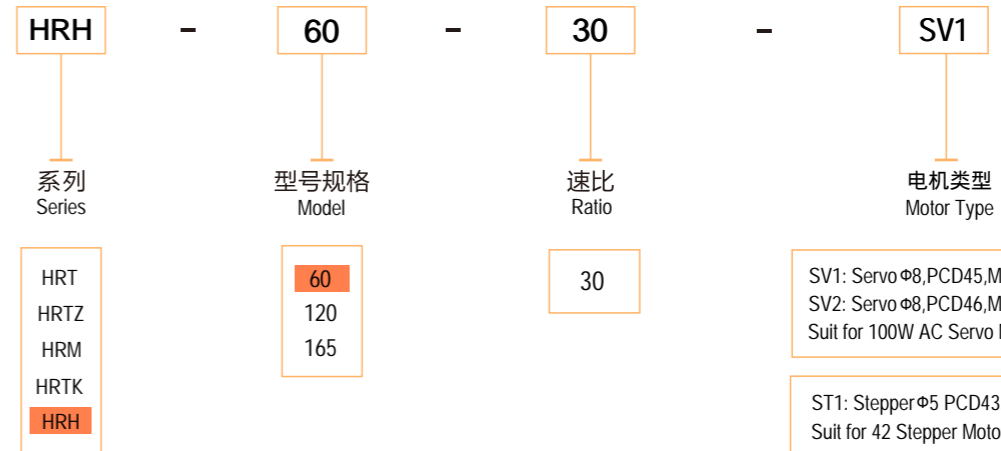 HRH - 60 - 30 - SV1
系列
Series
型号规格
Model
速比
Ratio
电机类型
Motor Type
HRT
HRTZ
HRM
HRTK
HRH
60
120
165
30
SV1: Servo Φ8,PCD45,M
SV2: Servo Φ8,PCD46,M
Suit for 100W AC Servo
ST1: Stepper Φ5 PCD43
Suit for 42 Stepper Moto